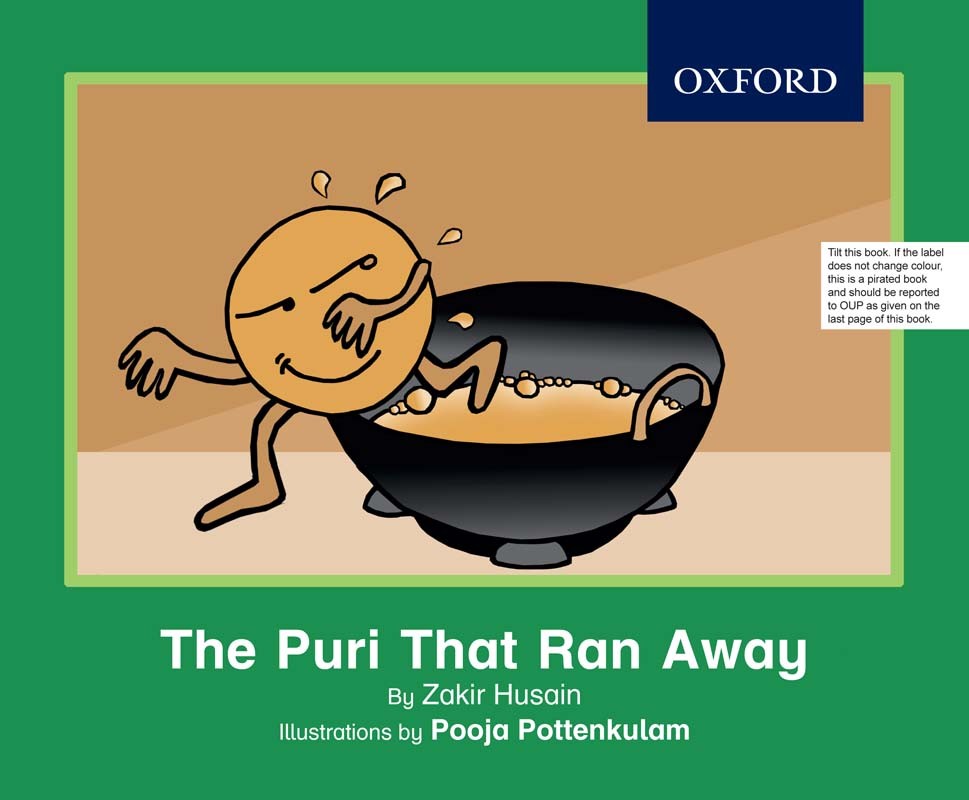 OXFORD
Tilt this book. If the label
does not change colour,
this is a pirated book
and should be reported
to OUP as given on the
last page of this book.
The Puri That Ran Away
By Zakir Husain
Illustrations by Pooja Pottenkulam